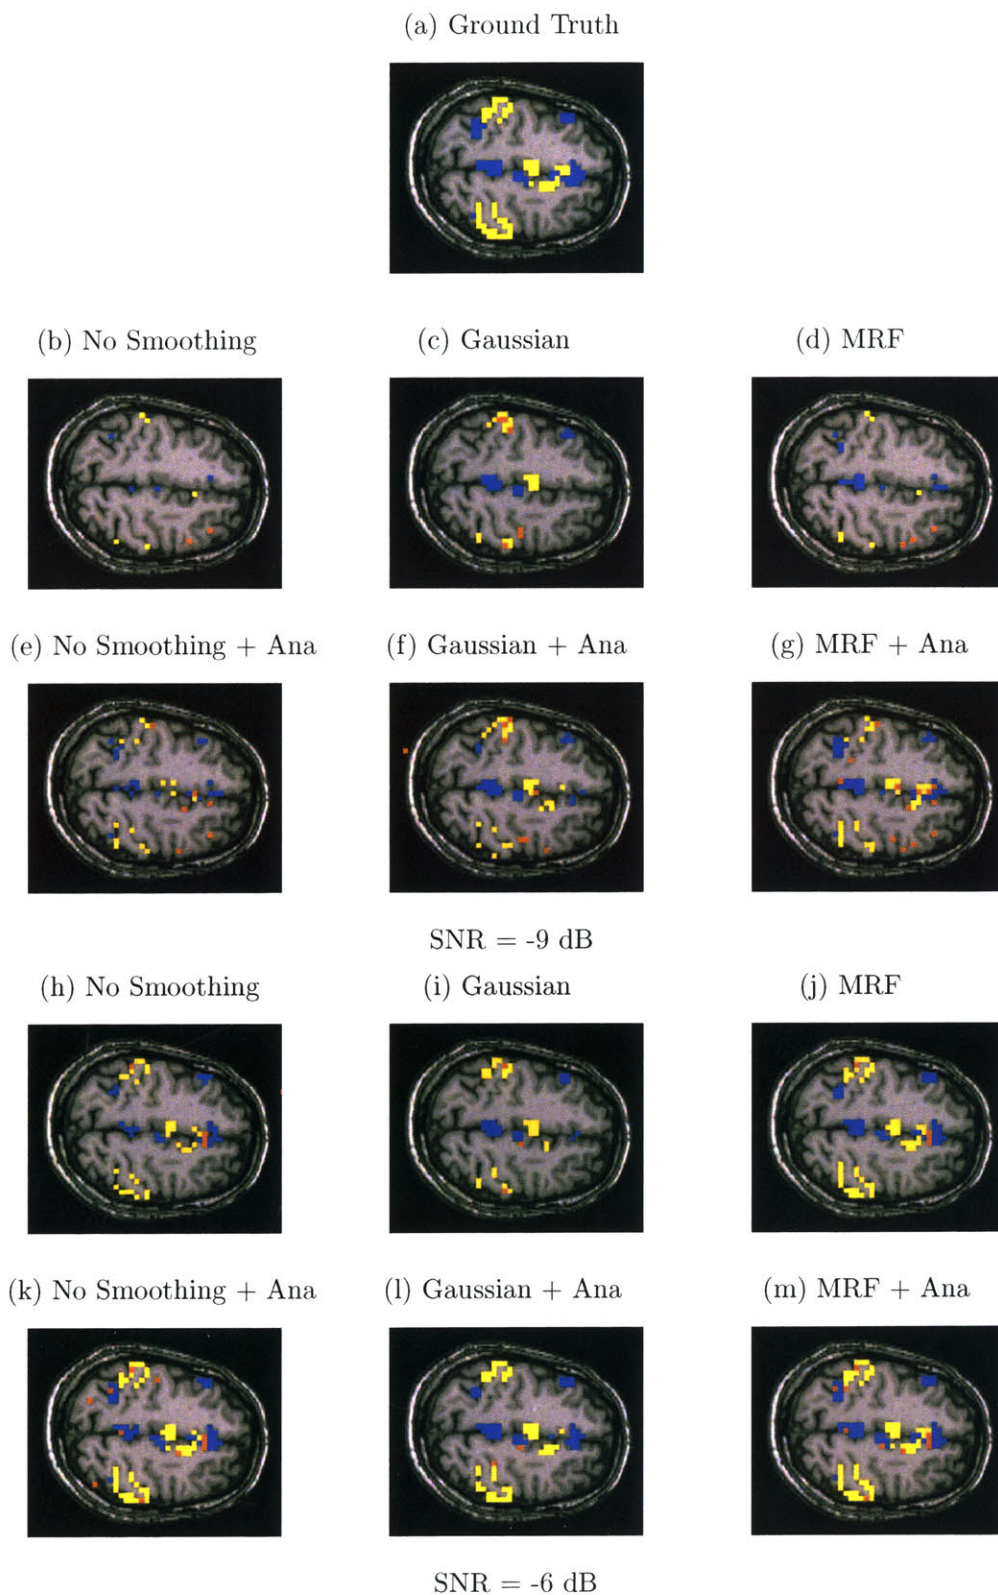 (a) Ground Truth
(b) No Smoothing
(c) Gaussian
(d) MRF
(e) No Smoothing + Ana
(f) Gaussian + Ana
(g) MRF + Ana
SNR = -9 dB
(h) No Smoothing
(i) Gaussian
(j) MRF
(k) No Smoothing + Ana
(l) Gaussian + Ana
(m) MRF + Ana
SNR = -6 dB